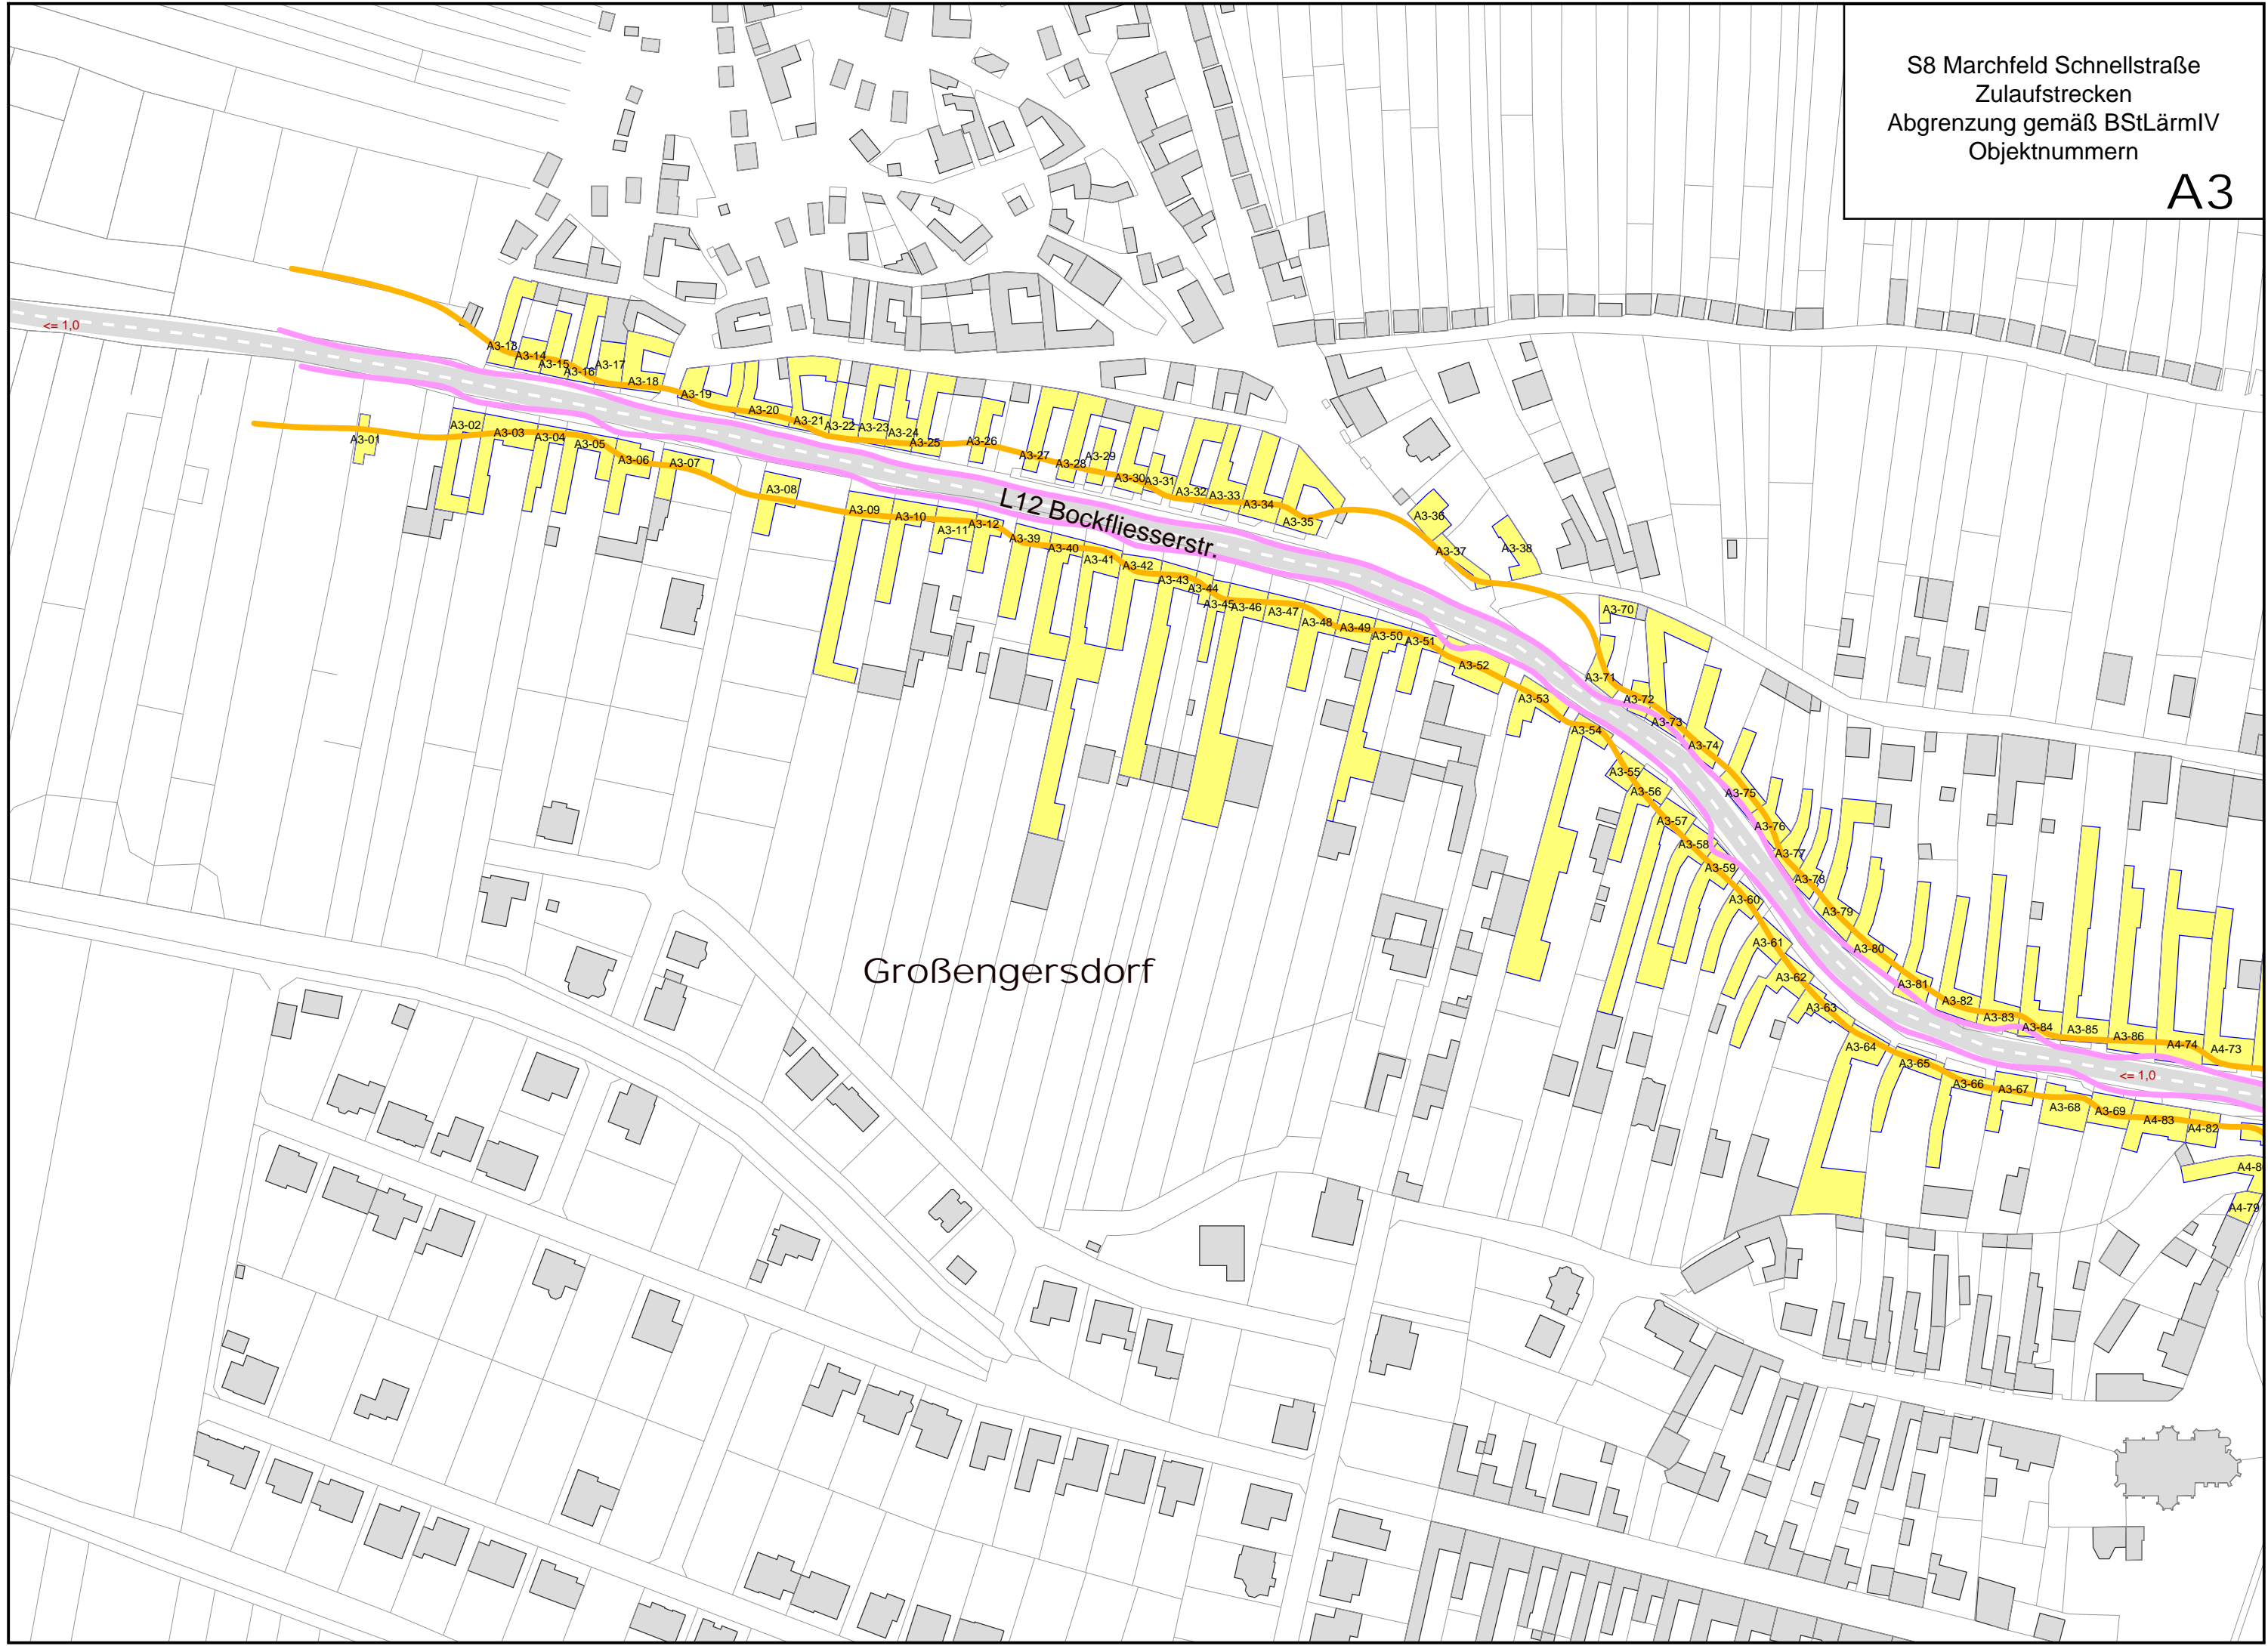 S8 Marchfeld Schnellstraße
Zulaufstrecken
Abgrenzung gemäß BStLärmIV
Objektnummern
A3
<= 1,0
A3-13
A3-14
A3-15
A3-16
A3-17
A3-18
A3-19
A3-20
A3-21
A3-22
A3-23
A3-24
A3-25
A3-26
A3-27
A3-28
A3-29
A3-30
A3-31
A3-32
A3-33
A3-34
A3-35
A3-36
A3-37
A3-38
A3-01
A3-02
A3-03
A3-04
A3-05
A3-06
A3-07
A3-08
A3-09
A3-10
A3-11
A3-12
L12 Bockfliesserstr.
A3-39
A3-40
A3-41
A3-42
A3-43
A3-44
A3-45
A3-46
A3-47
A3-48
A3-49
A3-50
A3-51
A3-52
A3-53
A3-54
A3-55
A3-56
A3-57
A3-58
A3-59
A3-60
A3-61
A3-62
A3-63
A3-64
A3-65
A3-66
A3-67
A3-68
A3-69
A4-83
A4-82
A4-8
A4-79
A3-70
A3-71
A3-72
A3-73
A3-74
A3-75
A3-76
A3-77
A3-78
A3-79
A3-80
A3-81
A3-82
A3-83
A3-84
A3-85
A3-86
A4-74
A4-73
<= 1,0
Großengersdorf